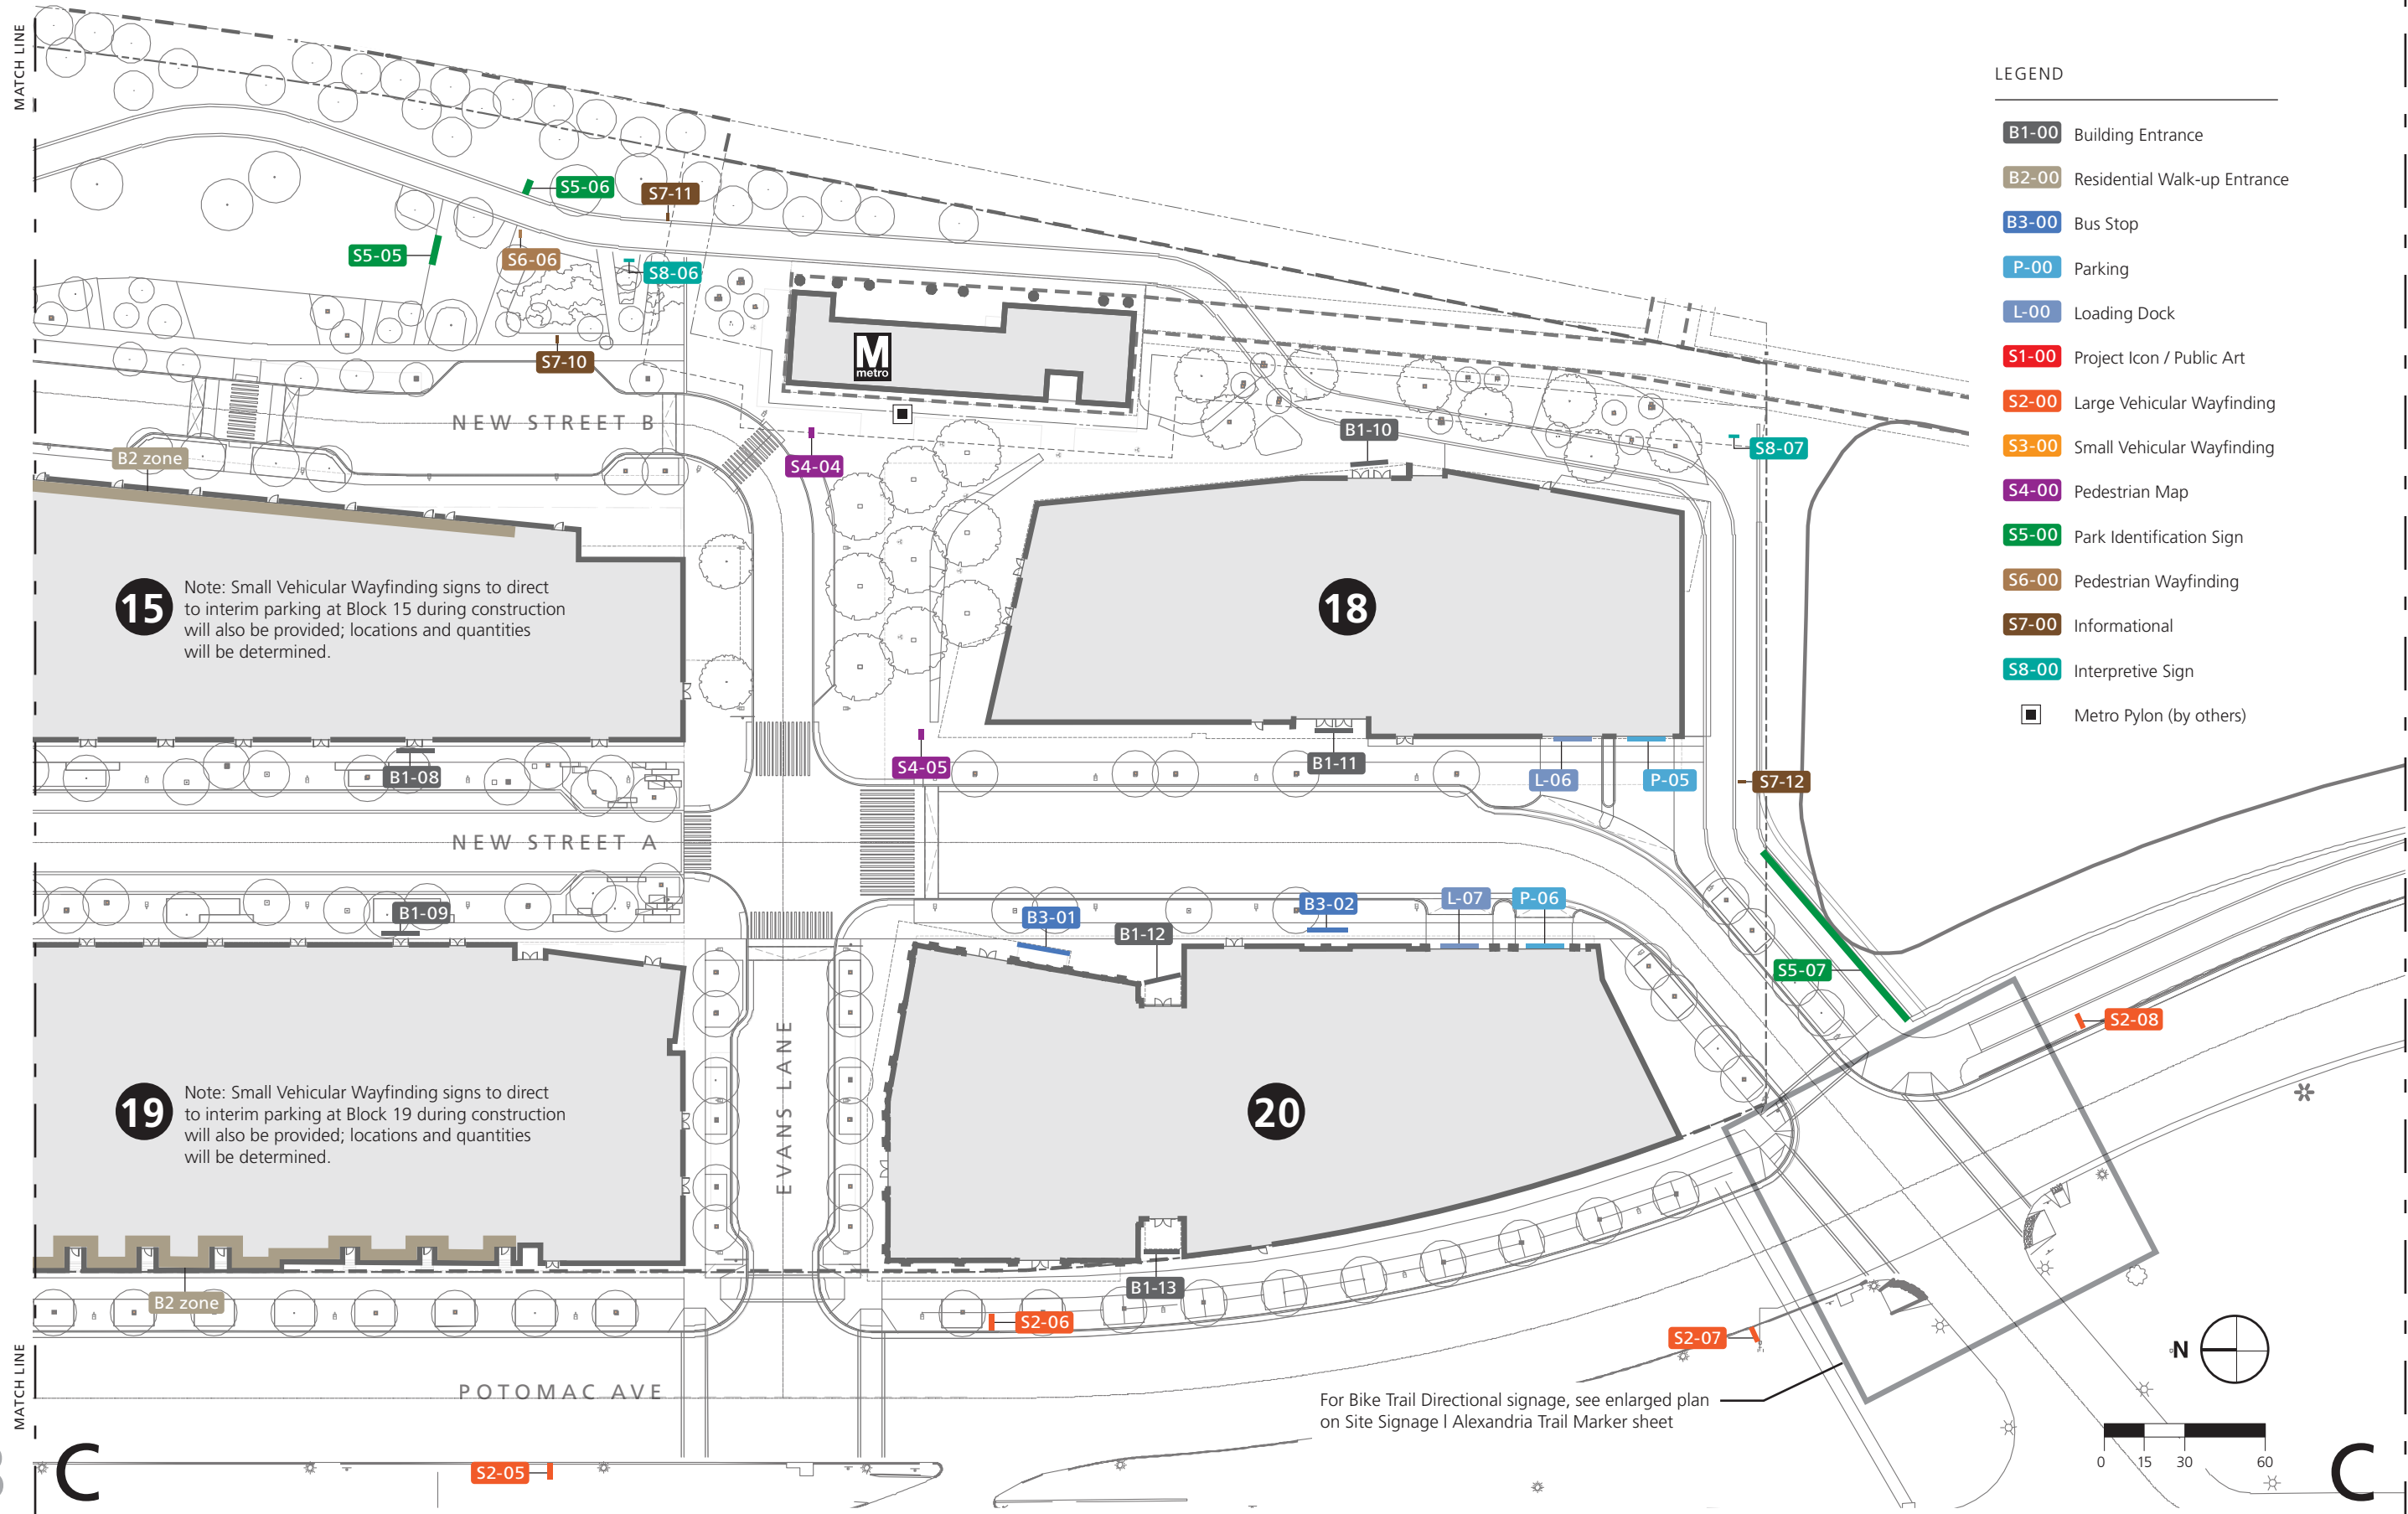 MATCH LINE
LEGEND
B1-00 Building Entrance
B2-00 Residential Walk-up Entrance
B3-00 Bus Stop
P-00 Parking
L-00 Loading Dock
S1-00 Project Icon / Public Art
S2-00 Large Vehicular Wayfinding
S3-00 Small Vehicular Wayfinding
S4-00 Pedestrian Map
S5-00 Park Identification Sign
S6-00 Pedestrian Wayfinding
S7-00 Informational
S8-00 Interpretive Sign
Metro Pylon (by others)
S5-06
S7-11
S5-05
S6-06
S8-06
S7-10
M
metro
NEW STREET B
B2 zone
S4-04
B1-10
S8-07
15
Note: Small Vehicular Wayfinding signs to direct
to interim parking at Block 15 during construction
will also be provided; locations and quantities
will be determined.
18
B1-08
S4-05
B1-11
L-06
P-05
S7-12
NEW STREET A
B1-09
B3-01
B1-12
B3-02
L-07
P-06
S5-07
S2-08
19
Note: Small Vehicular Wayfinding signs to direct
to interim parking at Block 19 during construction
will also be provided; locations and quantities
will be determined.
EVANS LANE
20
B2 zone
B1-13
S2-06
S2-07
N
MATCH LINE
POTOMAC AVE
For Bike Trail Directional signage, see enlarged plan
on Site Signage l Alexandria Trail Marker sheet
S2-05
0 15 30 60
C
C